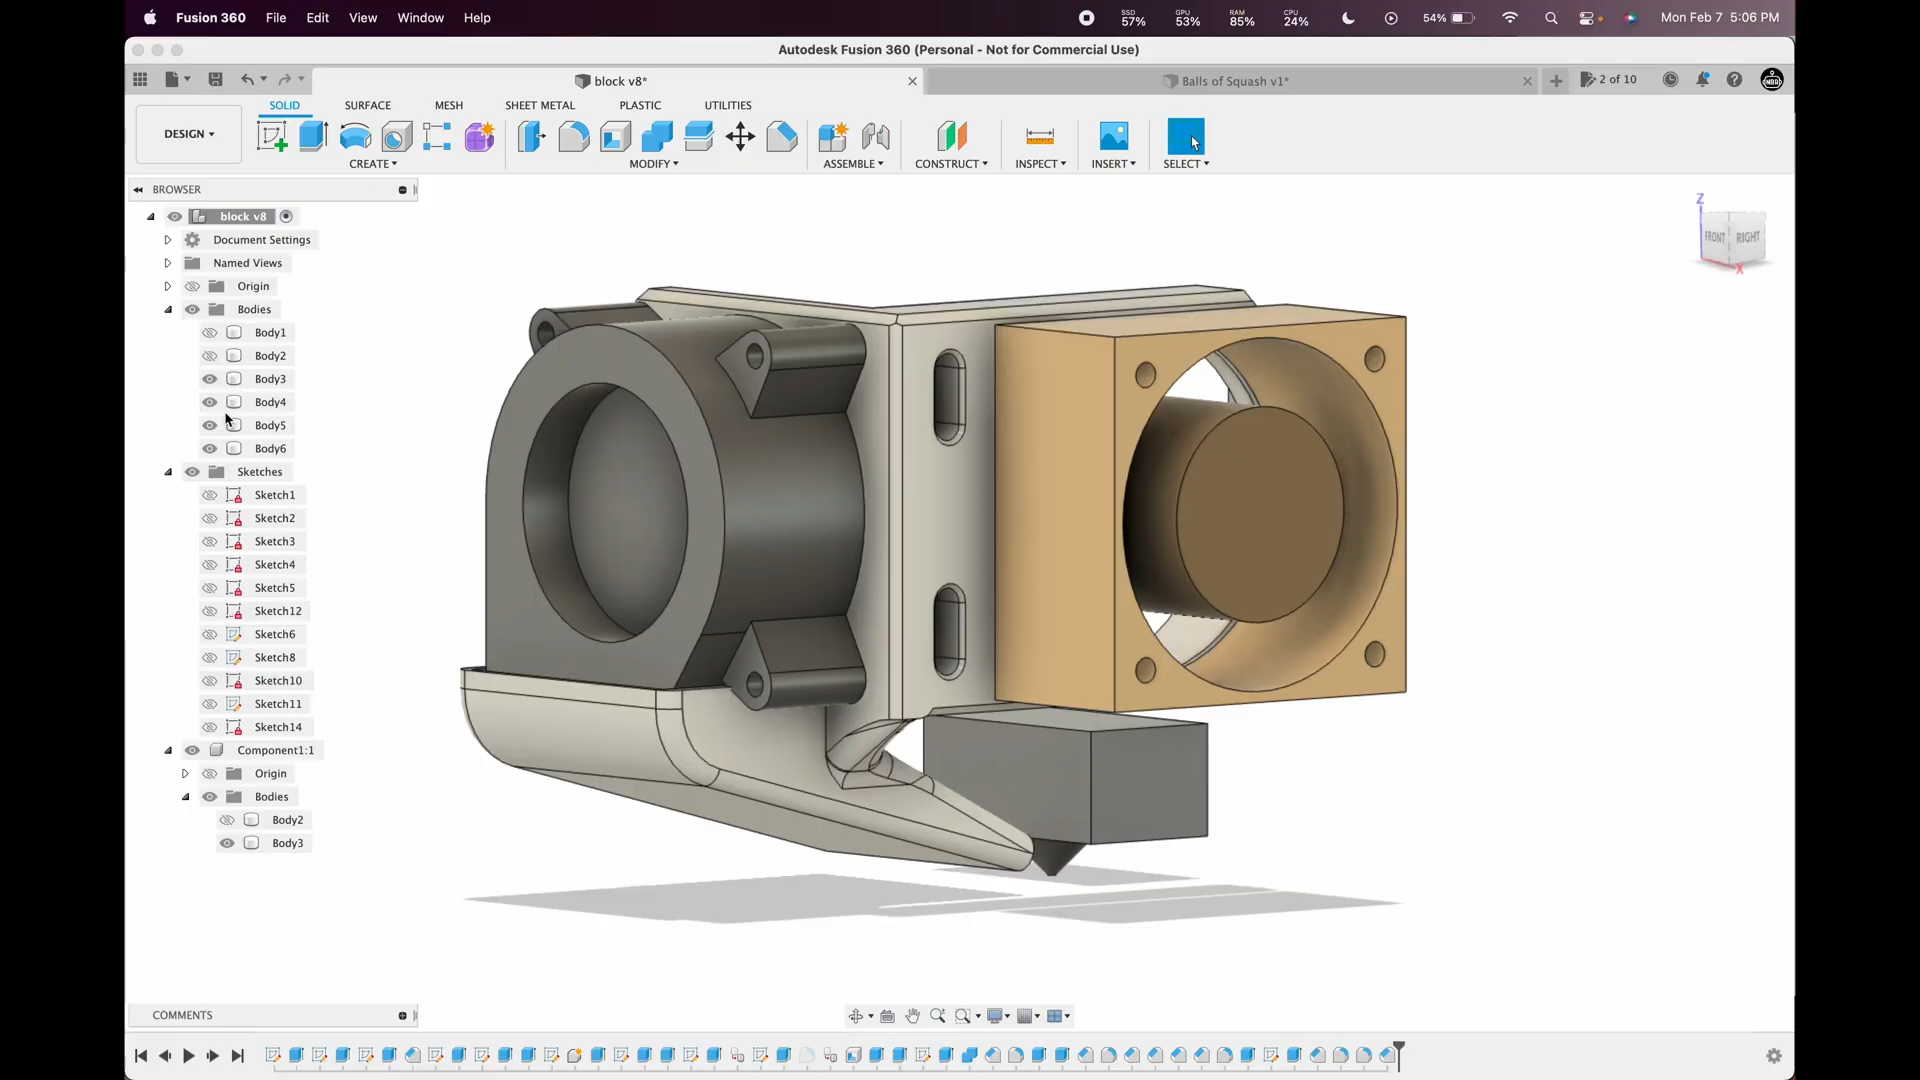 Fusion 360 File Edit View Window Help SSD 57% GPU 53% RAM 85% CPU 24% 54% Mon Feb 7 5:06 PM
Autodesk Fusion 360 (Personal - Not for Commercial Use)
block v8* Balls of Squash v1* 2 of 10
SOLID SURFACE MESH SHEET METAL PLASTIC UTILITIES
DESIGN
CREATE MODIFY ASSEMBLE CONSTRUCT INSPECT INSERT SELECT
BROWSER
block v8
Document Settings
Named Views
Origin
Bodies
Body1
Body2
Body3
Body4
Body5
Body6
Sketches
Sketch1
Sketch2
Sketch3
Sketch4
Sketch5
Sketch12
Sketch6
Sketch8
Sketch10
Sketch11
Sketch14
Component1:1
Origin
Bodies
Body2
Body3
Z
FRONT RIGHT
X
COMMENTS